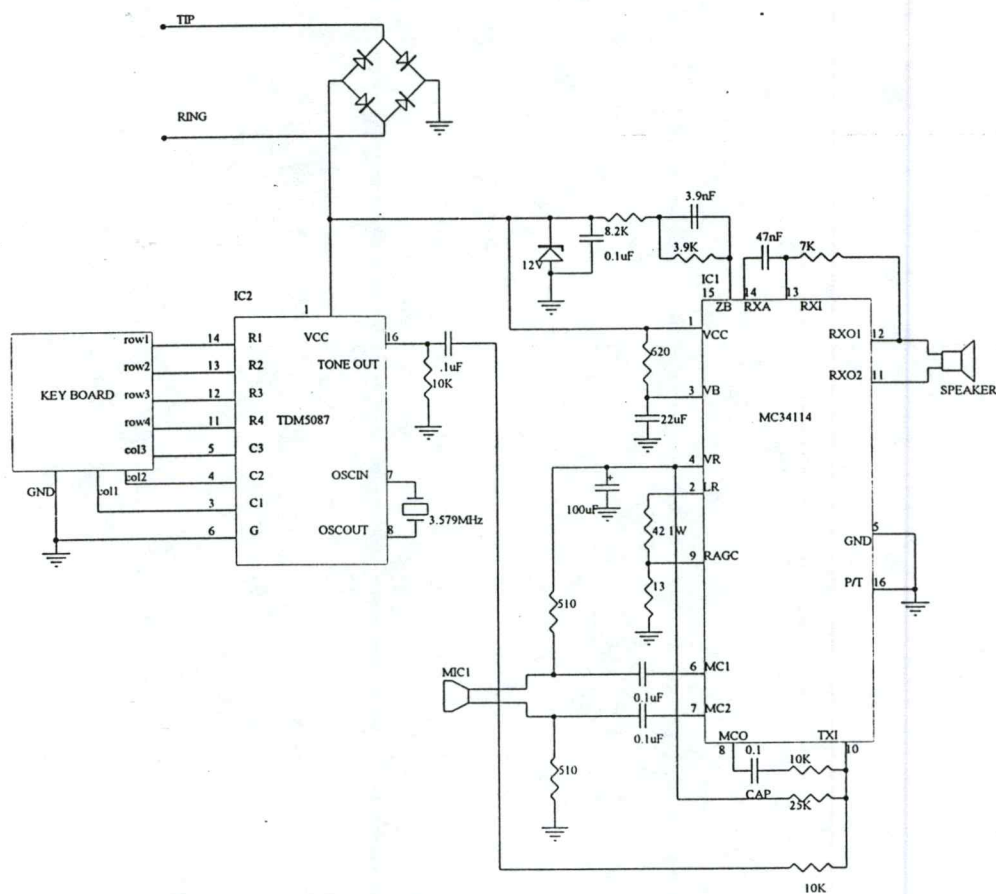 TIP
RING
3.9nF
8.2K
0.1uF
12V
3.9K
47nF
7K
IC1
15
14
13
ZB
RXA
RXI
IC2
1
VCC
16
TONE OUT
.1uF
10K
TDM5087
KEY BOARD
row1
row2
row3
row4
col3
col2
col1
GND
14
13
12
11
5
4
3
6
R1
R2
R3
R4
C3
C2
C1
G
OSCIN
7
OSCOUT
8
3.579MHz
1
VCC
620
3
VB
22uF
MC34114
RXO1
12
RXO2
11
SPEAKER
4
VR
2
LR
+
100uF
42 1W
9
RAGC
13
510
5
GND
P/T
16
MIC1
6
MC1
0.1uF
7
MC2
0.1uF
510
MCO
8
TXI
10
0.1
CAP
10K
25K
10K